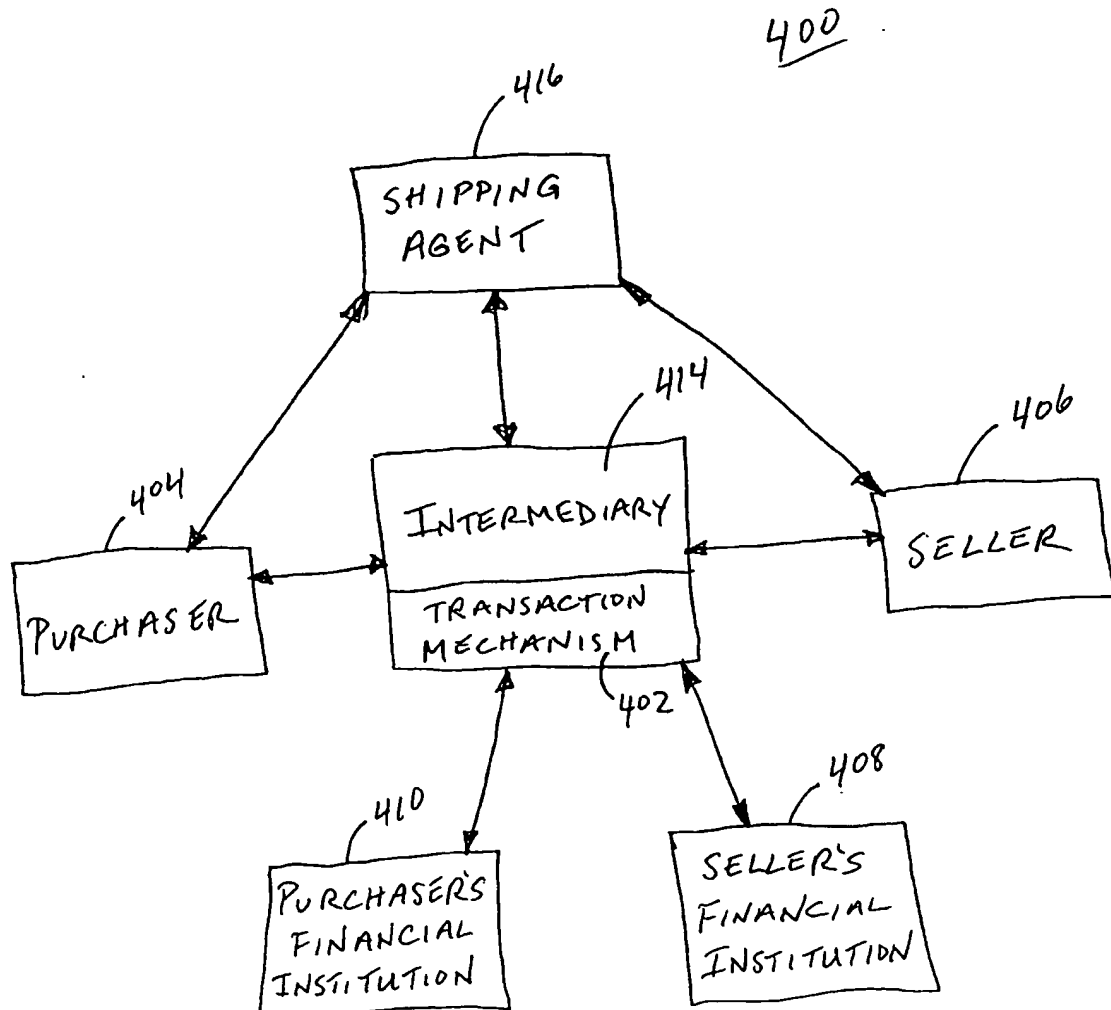 400
416
SHIPPING
AGENT
414
406
404
INTERMEDIARY
SELLER
PURCHASER
TRANSACTION
MECHANISM
402
408
410
SELLER'S
FINANCIAL
INSTITUTION
PURCHASER'S
FINANCIAL
INSTITUTION